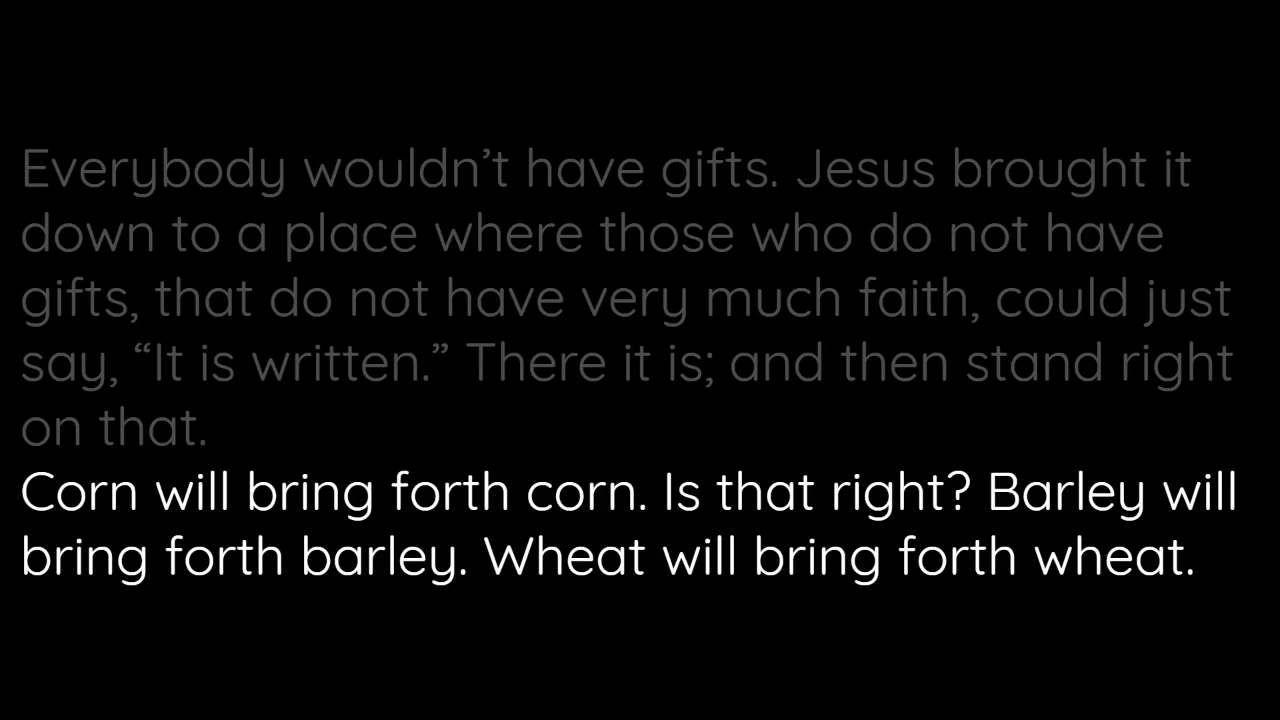 Everybody wouldn’t have gifts. Jesus brought it
down to a place where those who do not have
gifts, that do not have very much faith, could just
say, “It is written.” There it is; and then stand right
on that.
Corn will bring forth corn. Is that right? Barley will
bring forth barley. Wheat will bring forth wheat.